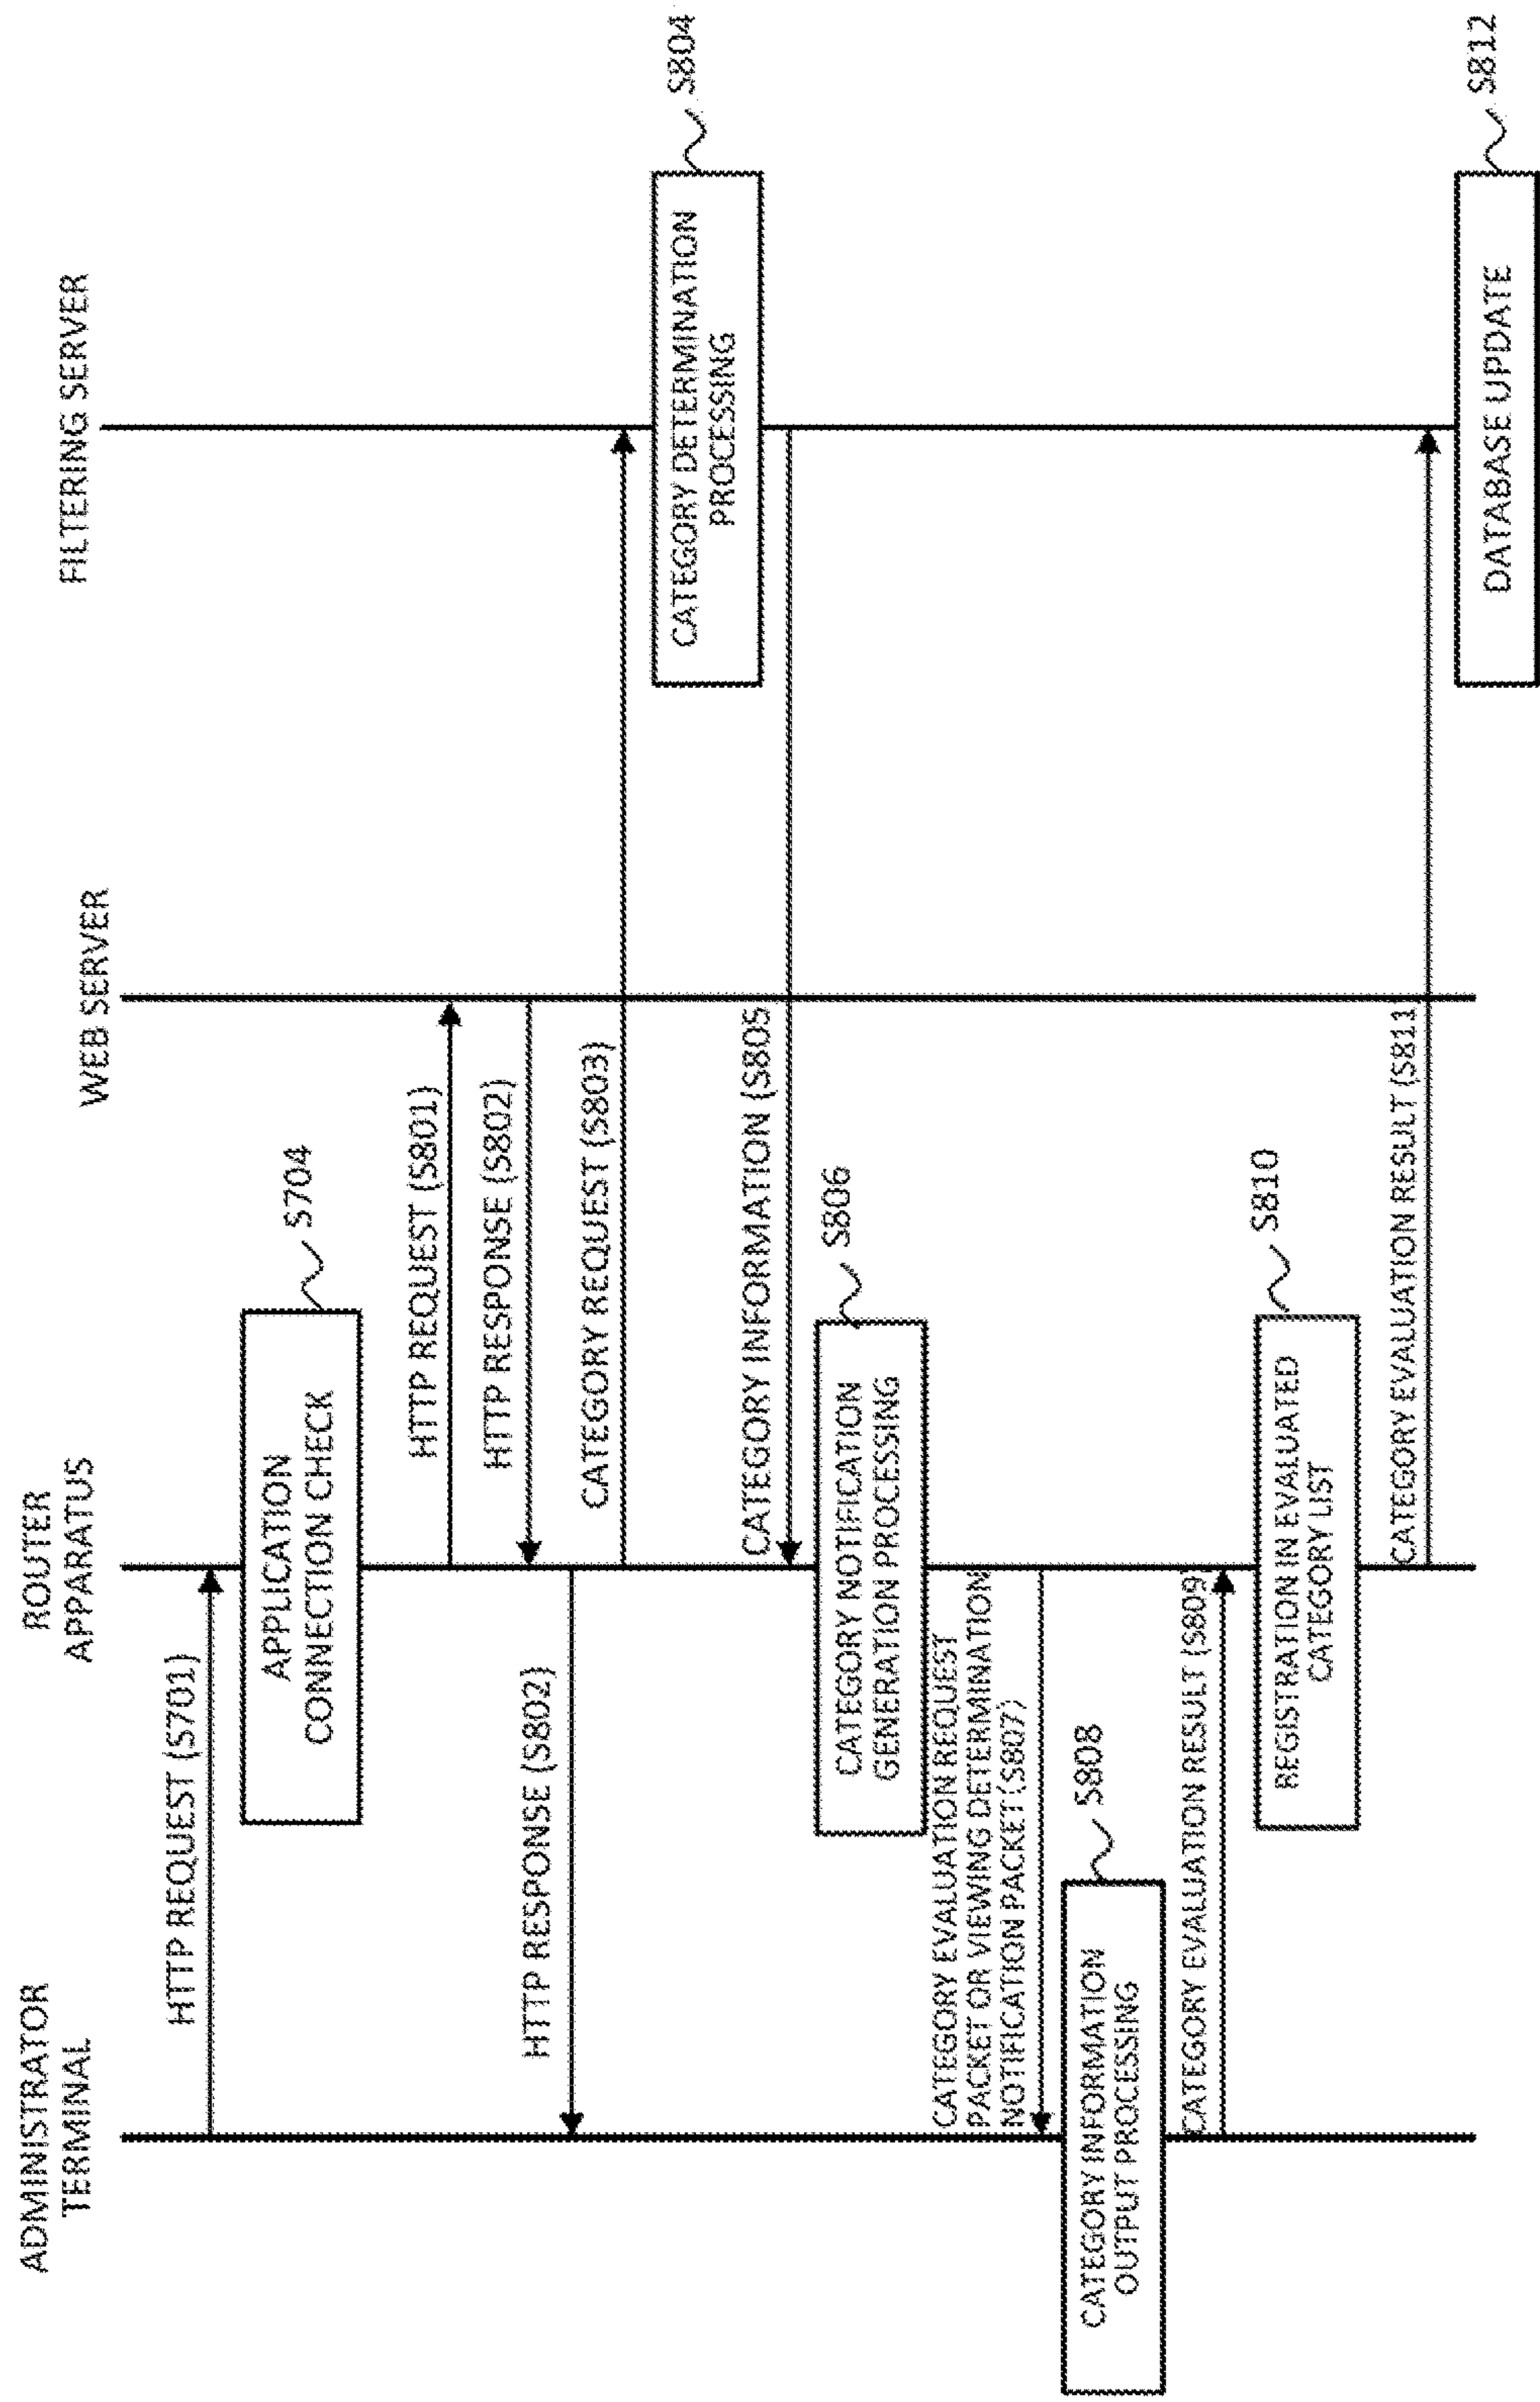 ADMINISTRATOR
TERMINAL
ROUTER
APPARATUS
WEB SERVER
FILTERING SERVER
HTTP REQUEST (S701)
APPLICATION
CONNECTION CHECK
S704
HTTP REQUEST (S801)
HTTP RESPONSE (S802)
HTTP RESPONSE (S802)
CATEGORY REQUEST (S803)
CATEGORY DETERMINATION
PROCESSING
S804
CATEGORY INFORMATION (S805
CATEGORY NOTIFICATION
GENERATION PROCESSING
S806
CATEGORY EVALUATION REQUEST
PACKET OR VIEWING DETERMINATION
NOTIFICATION PACKET(S807)
CATEGORY INFORMATION
OUTPUT PROCESSING
S808
CATEGORY EVALUATION RESULT (S809
REGISTRATION IN EVALUATED
CATEGORY LIST
S810
CATEGORY EVALUATION RESULT (S811
DATABASE UPDATE
S812